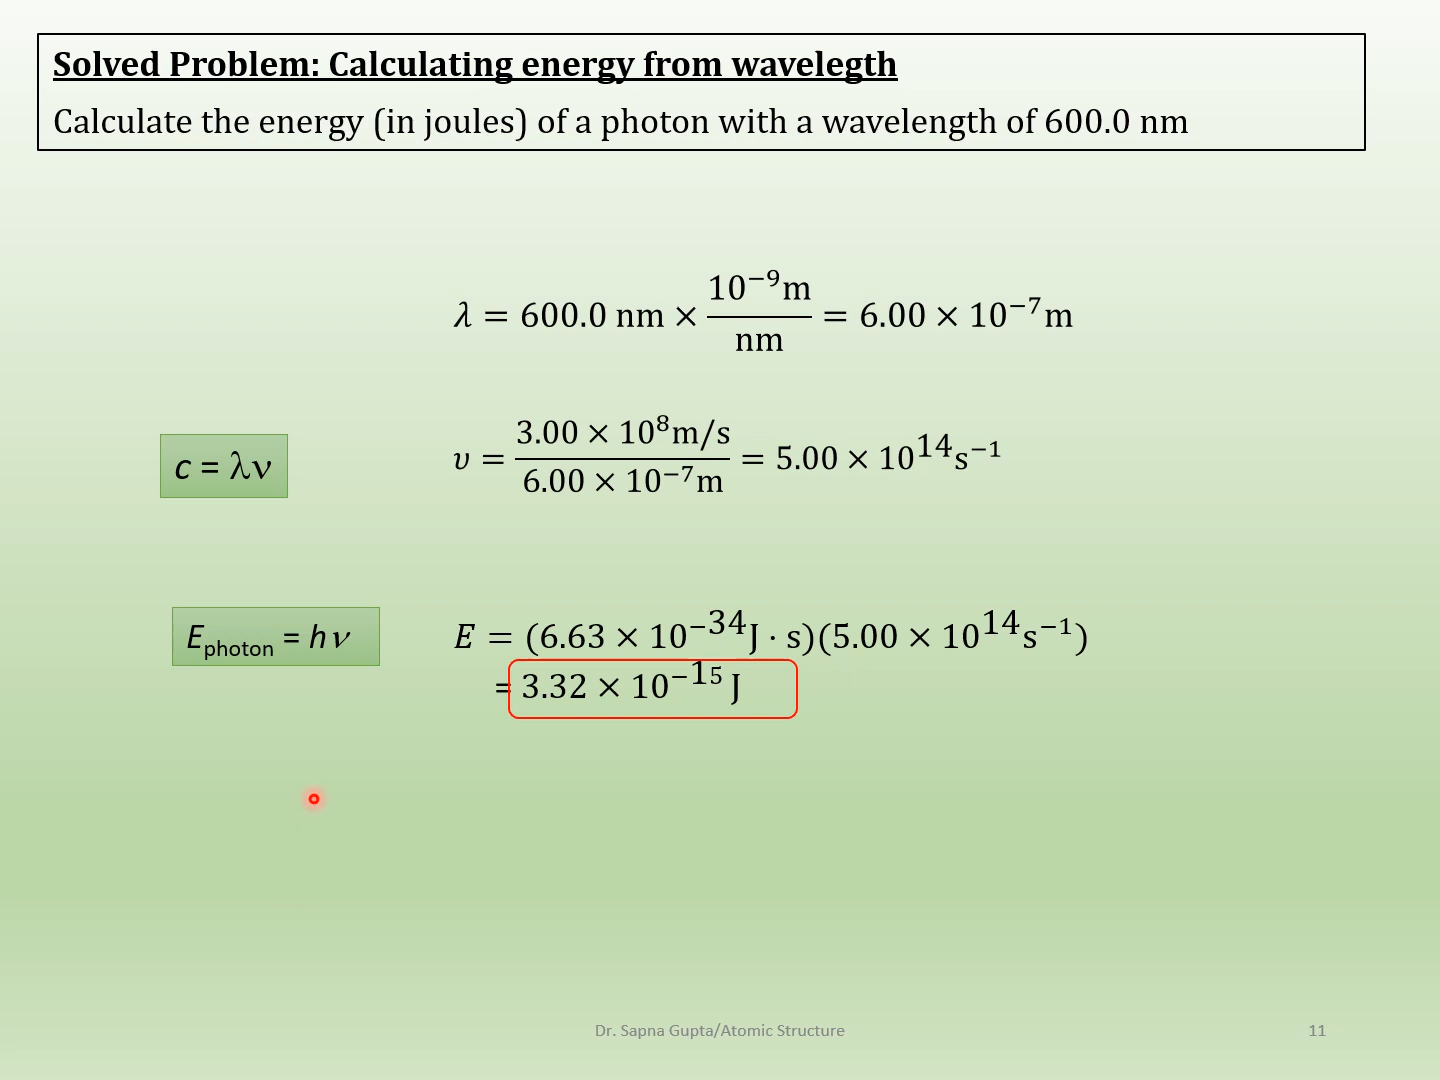 Solved Problem: Calculating energy from wavelegth
Calculate the energy (in joules) of a photon with a wavelength of 600.0 nm
λ = 600.0 nm × 10⁻⁹m/nm = 6.00 × 10⁻⁷m
c = λν
υ = 3.00 × 10⁸m/s / 6.00 × 10⁻⁷m = 5.00 × 10¹⁴s⁻¹
Ephoton = hν
E = (6.63 × 10⁻³⁴J · s)(5.00 × 10¹⁴s⁻¹)
= 3.32 × 10⁻¹⁵ J
Dr. Sapna Gupta/Atomic Structure
11